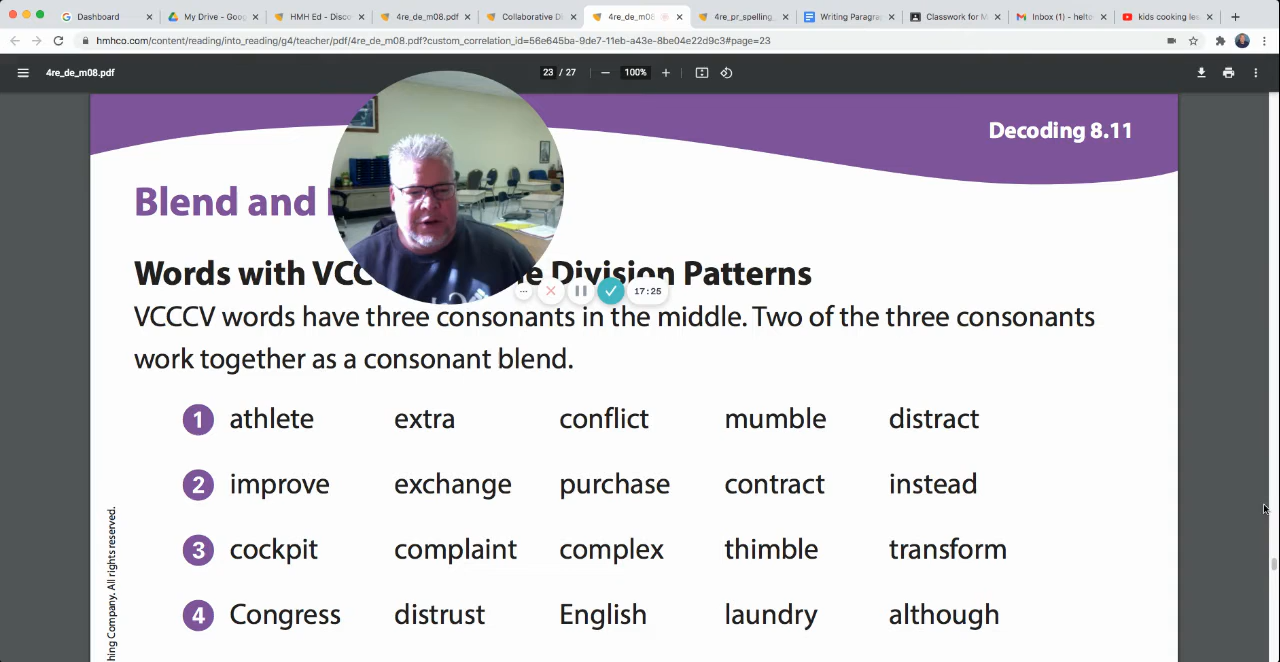 Dashboard
My Drive - Goog
HMH Ed - Disco
4re_de_m08.pdf
Collaborative D
4re_de_m08
4re_pr_spelling
Writing Paragra
Classwork for M
Inbox (1) - helto
kids cooking les
hmhco.com/content/reading/into_reading/g4/teacher/pdf/4re_de_m08.pdf?custom_correlation_id=56e645ba-9de7-11eb-a43e-8be04e22d9c3#page=23
4re_de_m08.pdf
23 / 27
100%
Decoding 8.11
Blend and
Words with VCC e Division Patterns
17:25
VCCCV words have three consonants in the middle. Two of the three consonants
work together as a consonant blend.
1 athlete extra conflict mumble distract
2 improve exchange purchase contract instead
3 cockpit complaint complex thimble transform
4 Congress distrust English laundry although
hing Company. All rights reserved.